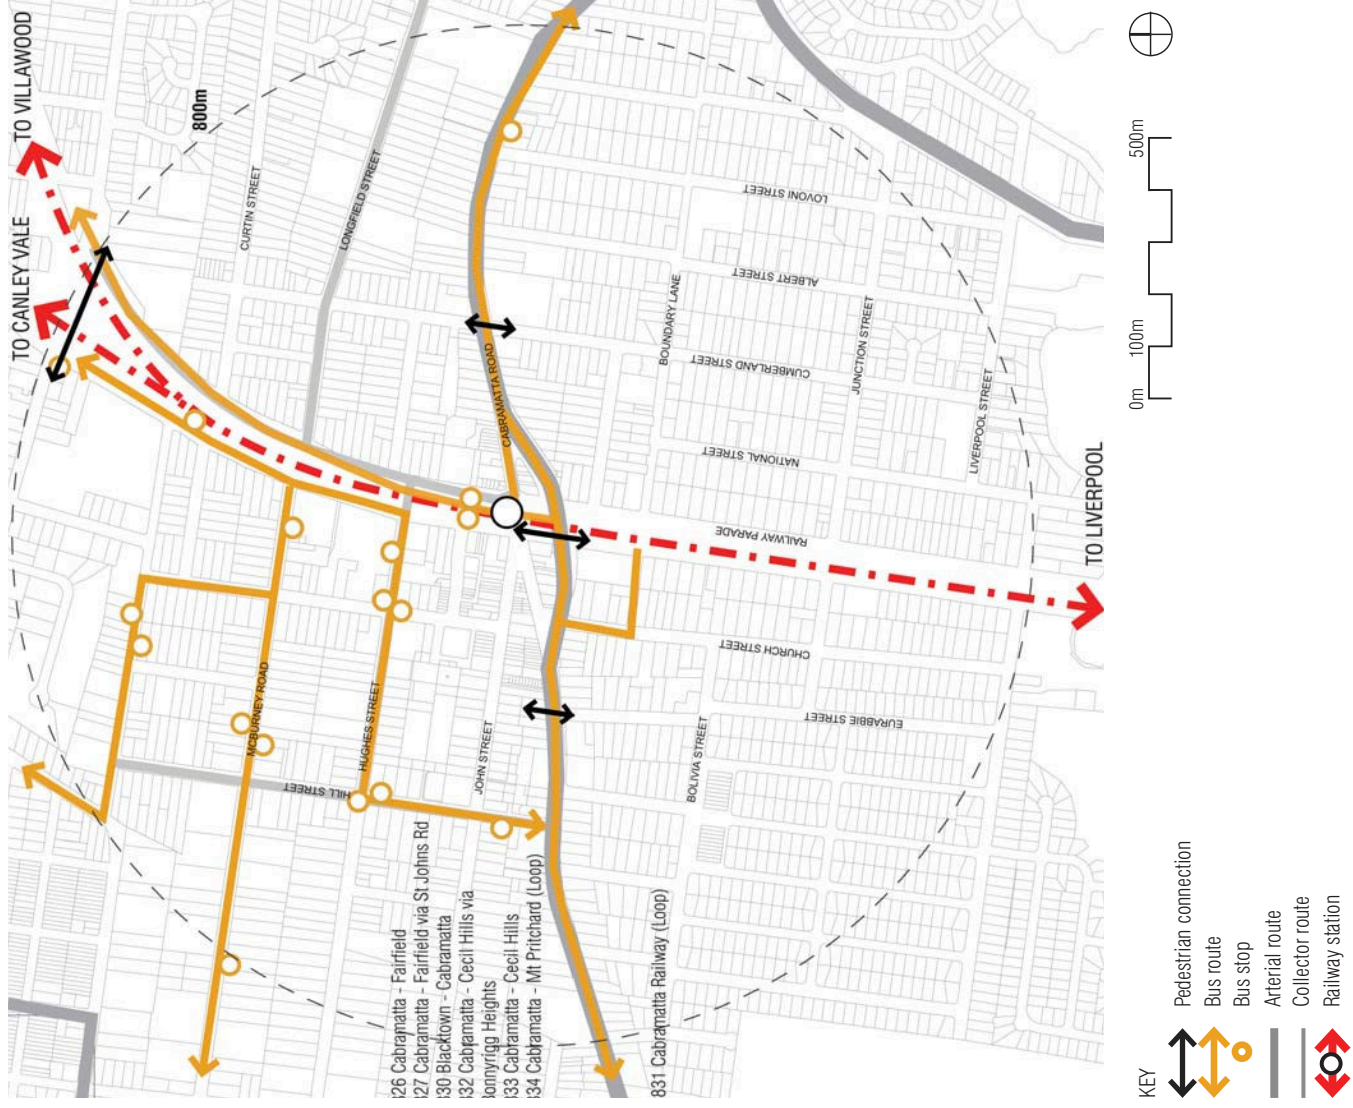 TO VILLAWOOD
TO CANLEY VALE
800m
CURTIN STREET
LONGFIELD STREET
LOVONI STREET
ALBERT STREET
BOUNDARY LANE
CABRAMATTA ROAD
CUMBERLAND STREET
JUNCTION STREET
LIVERPOOL STREET
NATIONAL STREET
RAILWAY PARADE
TO LIVERPOOL
CHURCH STREET
EURABBIE STREET
BOLIVIA STREET
MCBURNEY ROAD
HUGHES STREET
JOHN STREET
HILL STREET
826 Cabramatta - Fairfield
827 Cabramatta - Fairfield via St Johns Rd
830 Blacktown - Cabramatta
832 Cabramatta - Cecil Hills via
Bonnyrigg Heights
833 Cabramatta - Cecil Hills
834 Cabramatta - Mt Pritchard (Loop)
831 Cabramatta Railway (Loop)
0m 100m 500m
KEY
Pedestrian connection
Bus route
Bus stop
Arterial route
Collector route
Railway station